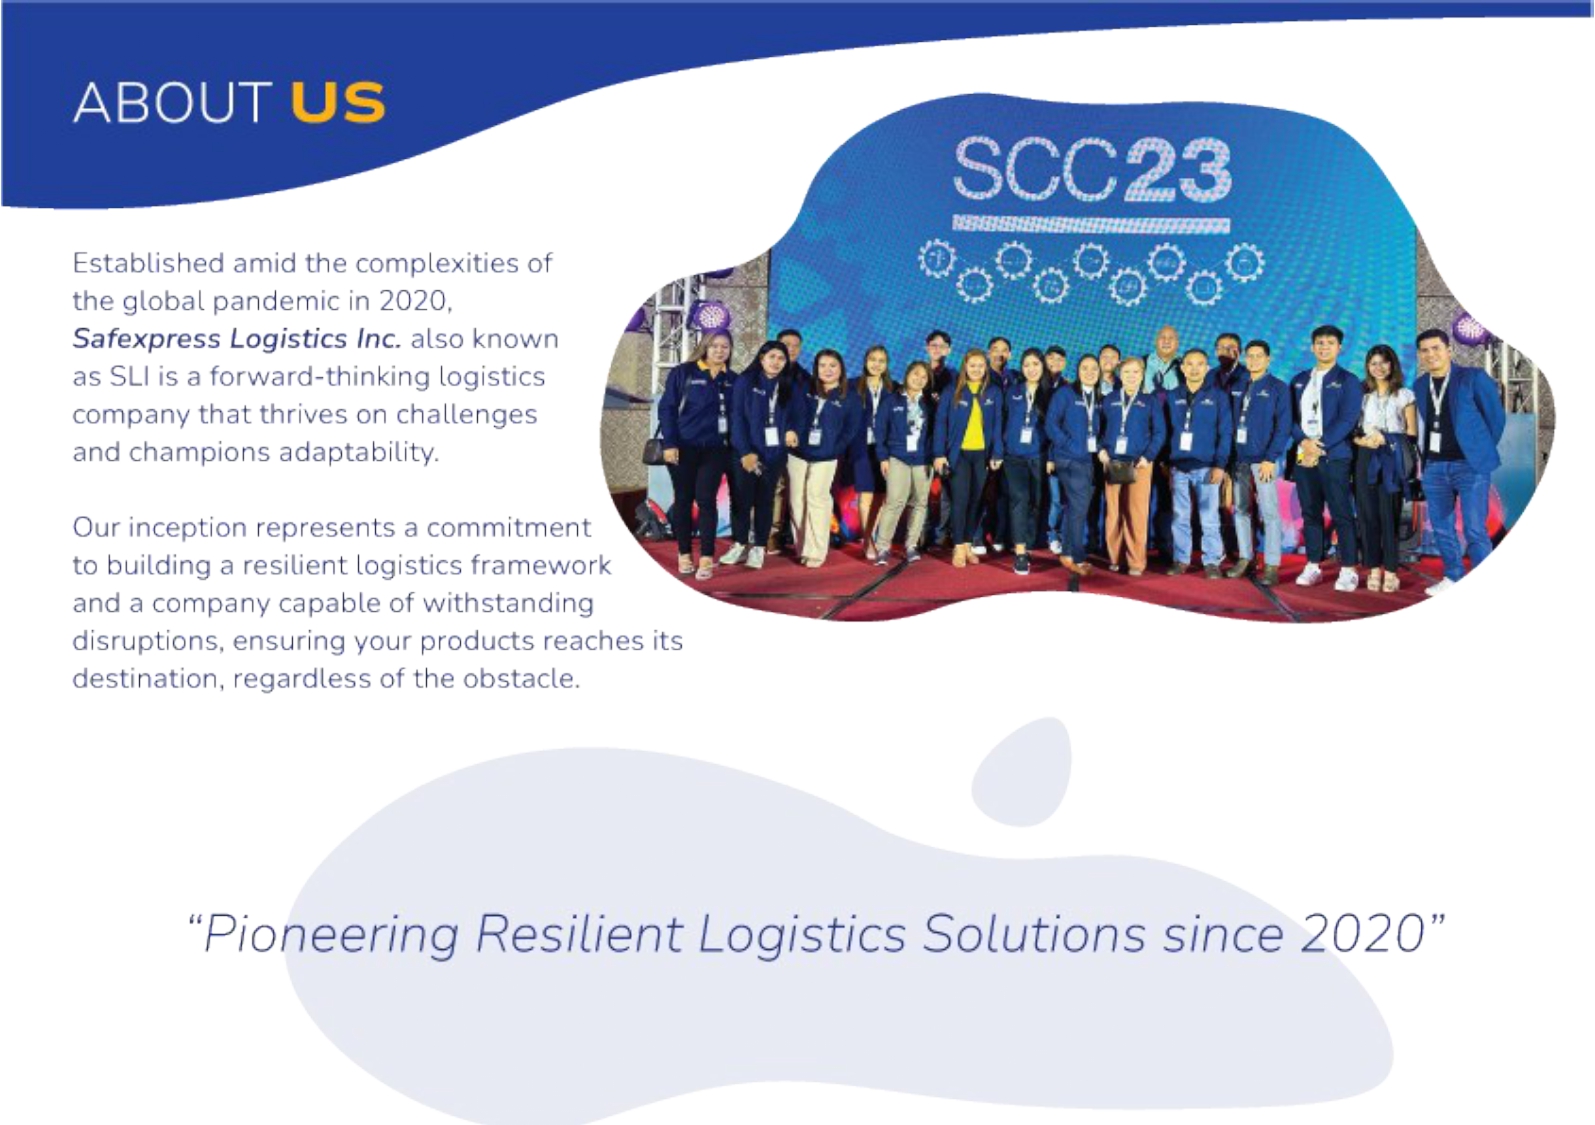 ABOUT US
Established amid the complexities of
the global pandemic in 2020,
Safexpress Logistics Inc. also known
as SLI is a forward-thinking logistics
company that thrives on challenges
and champions adaptability.
Our inception represents a commitment
to building a resilient logistics framework
and a company capable of withstanding
disruptions, ensuring your products reaches its
destination, regardless of the obstacle.
SCC23
“Pioneering Resilient Logistics Solutions since 2020”